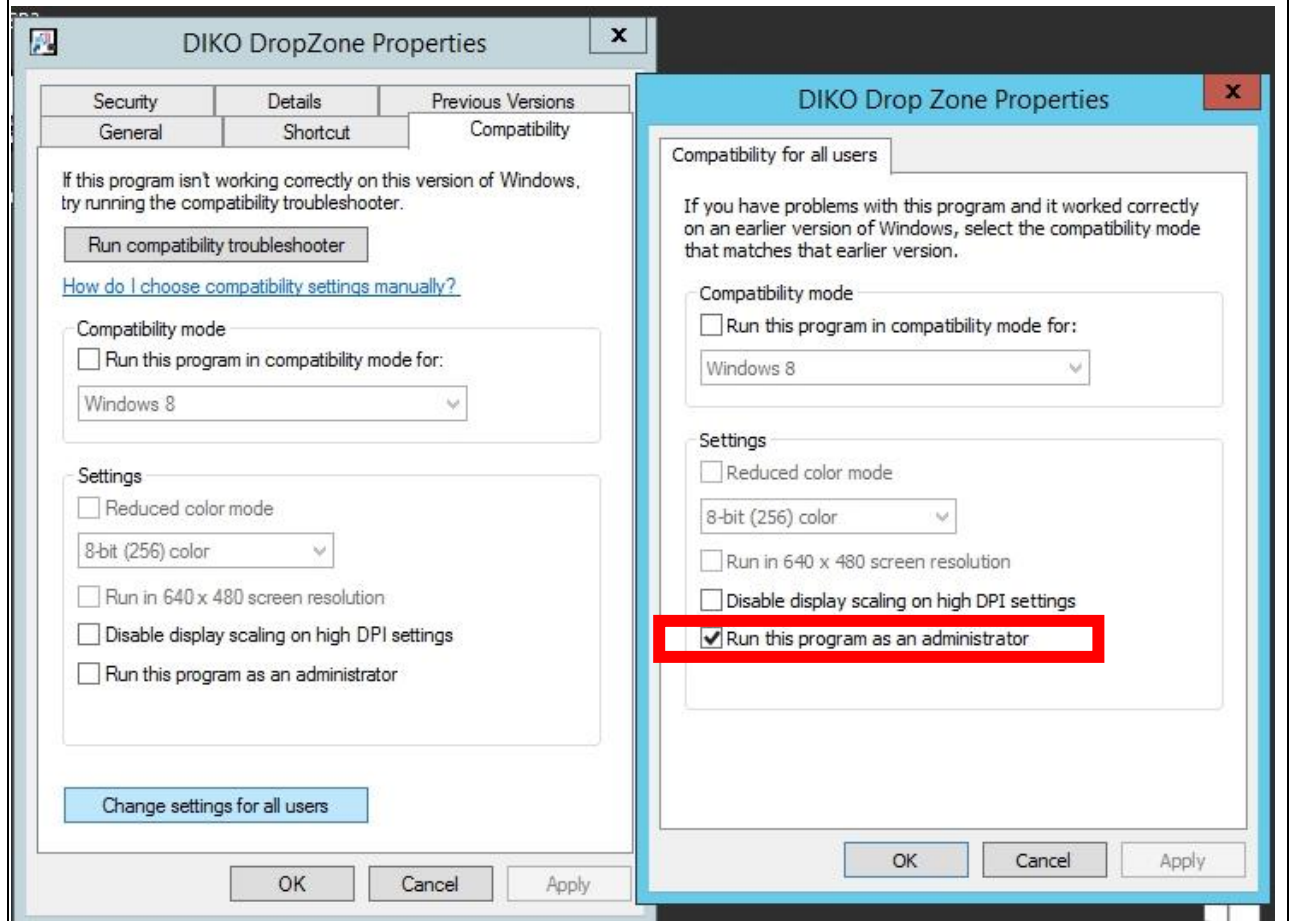 DIKO DropZone Properties
x
Security Details Previous Versions
General Shortcut Compatibility
If this program isn't working correctly on this version of Windows,
try running the compatibility troubleshooter.
Run compatibility troubleshooter
How do I choose compatibility settings manually?
Compatibility mode
Run this program in compatibility mode for:
Windows 8
Settings
Reduced color mode
8-bit (256) color
Run in 640 x 480 screen resolution
Disable display scaling on high DPI settings
Run this program as an administrator
Change settings for all users
OK Cancel Apply
DIKO Drop Zone Properties
x
Compatibility for all users
If you have problems with this program and it worked correctly
on an earlier version of Windows, select the compatibility mode
that matches that earlier version.
Compatibility mode
Run this program in compatibility mode for:
Windows 8
Settings
Reduced color mode
8-bit (256) color
Run in 640 x 480 screen resolution
Disable display scaling on high DPI settings
Run this program as an administrator
OK Cancel Apply